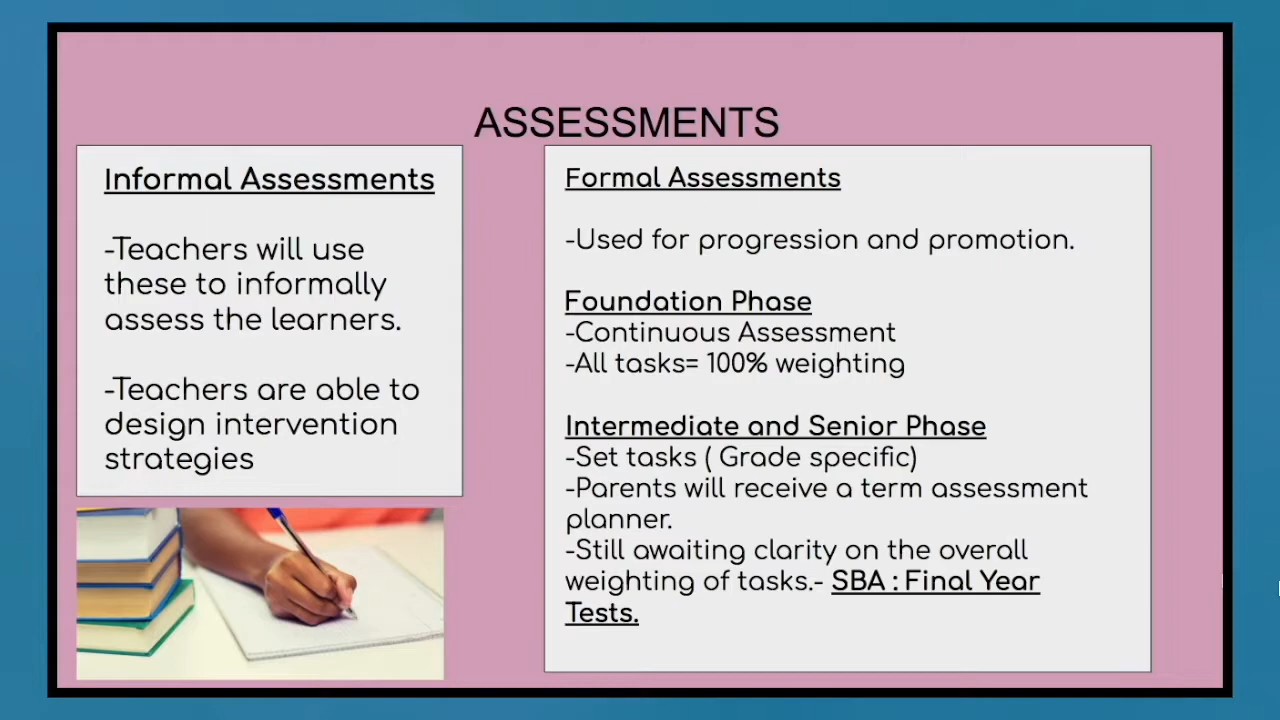 ASSESSMENTS
Informal Assessments
-Teachers will use
these to informally
assess the learners.
-Teachers are able to
design intervention
strategies
Formal Assessments
-Used for progression and promotion.
Foundation Phase
-Continuous Assessment
-All tasks= 100% weighting
Intermediate and Senior Phase
-Set tasks ( Grade specific)
-Parents will receive a term assessment
planner.
-Still awaiting clarity on the overall
weighting of tasks.- SBA : Final Year
Tests.